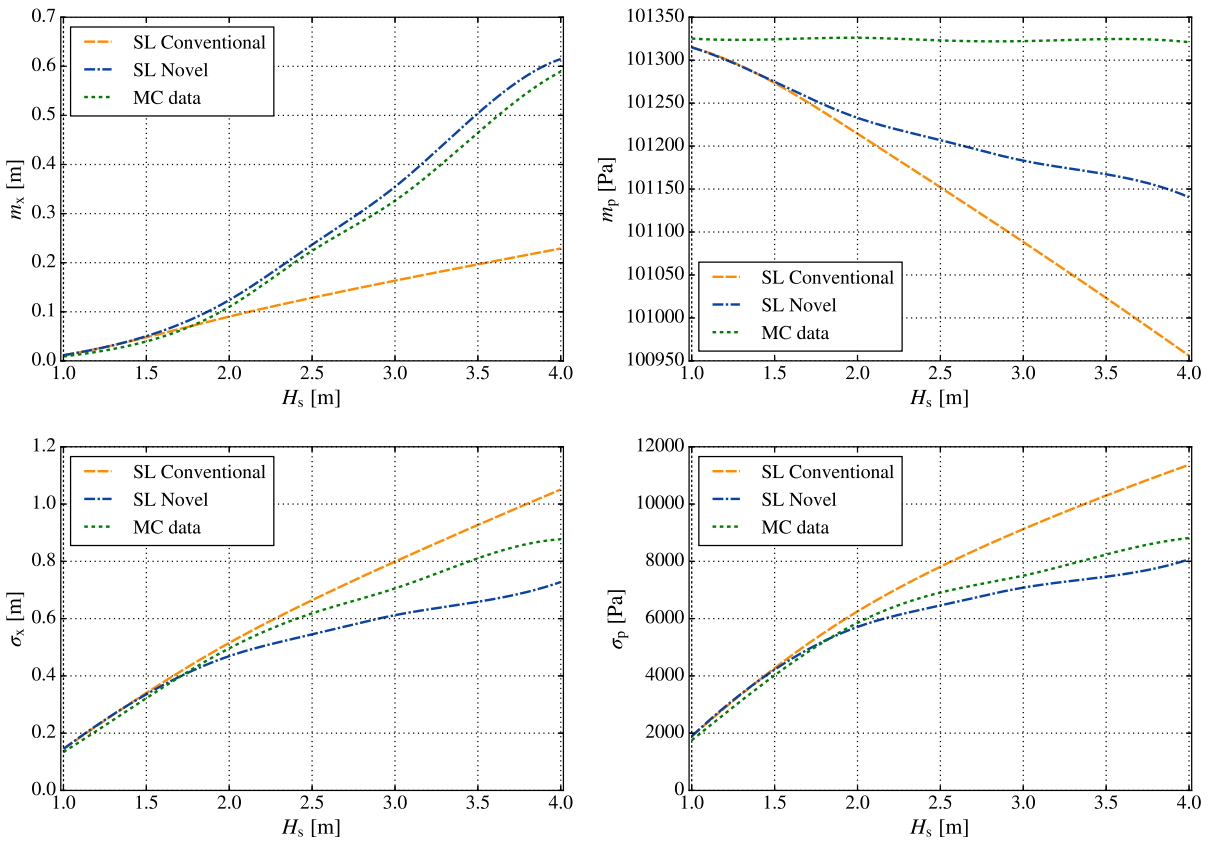 0.7
0.6
0.5
0.4
0.3
0.2
0.1
0.0
m_x [m]
SL Conventional
SL Novel
MC data
1.0 1.5 2.0 2.5 3.0 3.5 4.0
H_s [m]
101350
101300
101250
101200
101150
101100
101050
101000
100950
m_p [Pa]
SL Conventional
SL Novel
MC data
1.0 1.5 2.0 2.5 3.0 3.5 4.0
H_s [m]
1.2
1.0
0.8
0.6
0.4
0.2
0.0
σ_x [m]
SL Conventional
SL Novel
MC data
1.0 1.5 2.0 2.5 3.0 3.5 4.0
H_s [m]
12000
10000
8000
6000
4000
2000
0
σ_p [Pa]
SL Conventional
SL Novel
MC data
1.0 1.5 2.0 2.5 3.0 3.5 4.0
H_s [m]